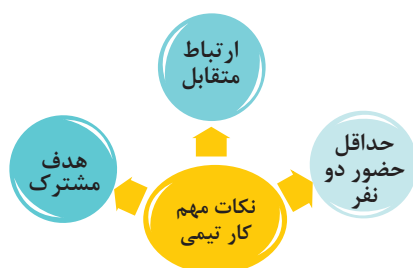 ارتباط
متقابل
حداقل
حضور دو
نفر
هدف
مشترک
نکات مهم
کار تیمی